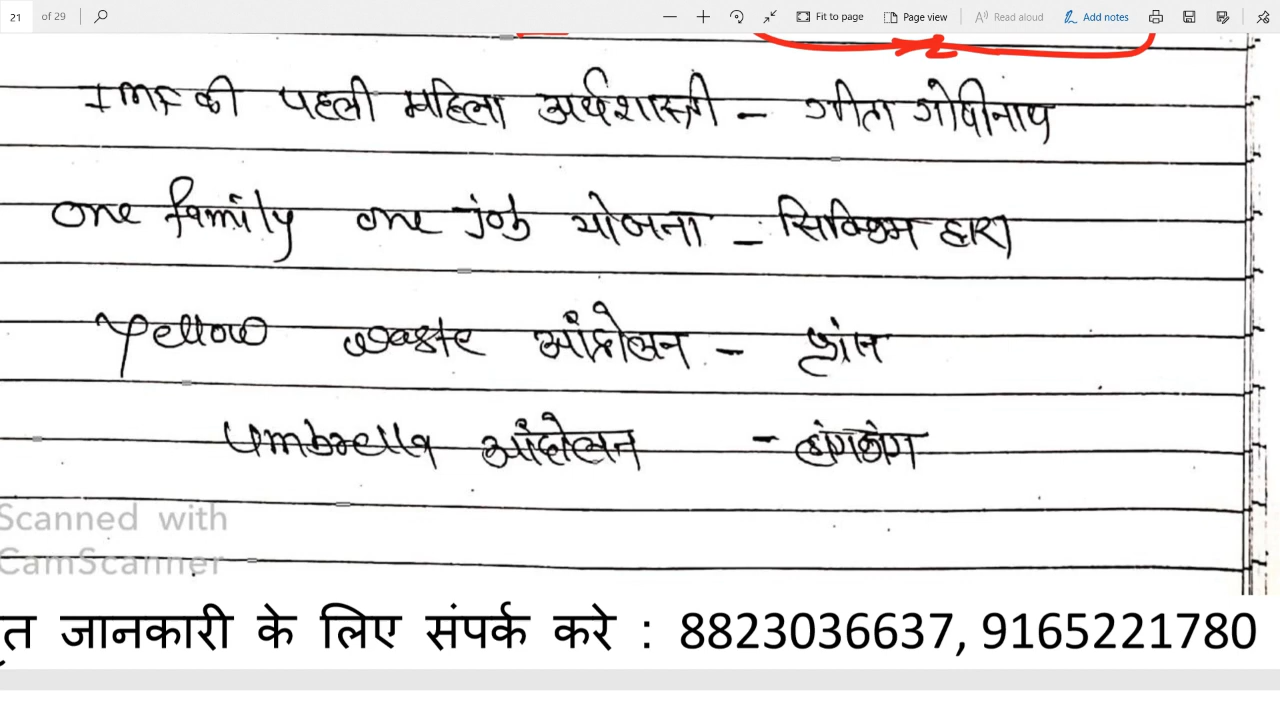 21 of 29 Fit to page Page view Read aloud Add notes
IMF की पहली महिला अर्थशास्त्री - गीता गोपीनाथ
one family one job योजना - सिक्किम द्वारा
Yellow waste आंदोलन - फ्रांस
Umbrella आंदोलन - हांगकांग
Scanned with
CamScanner
त जानकारी के लिए संपर्क करे : 8823036637, 9165221780